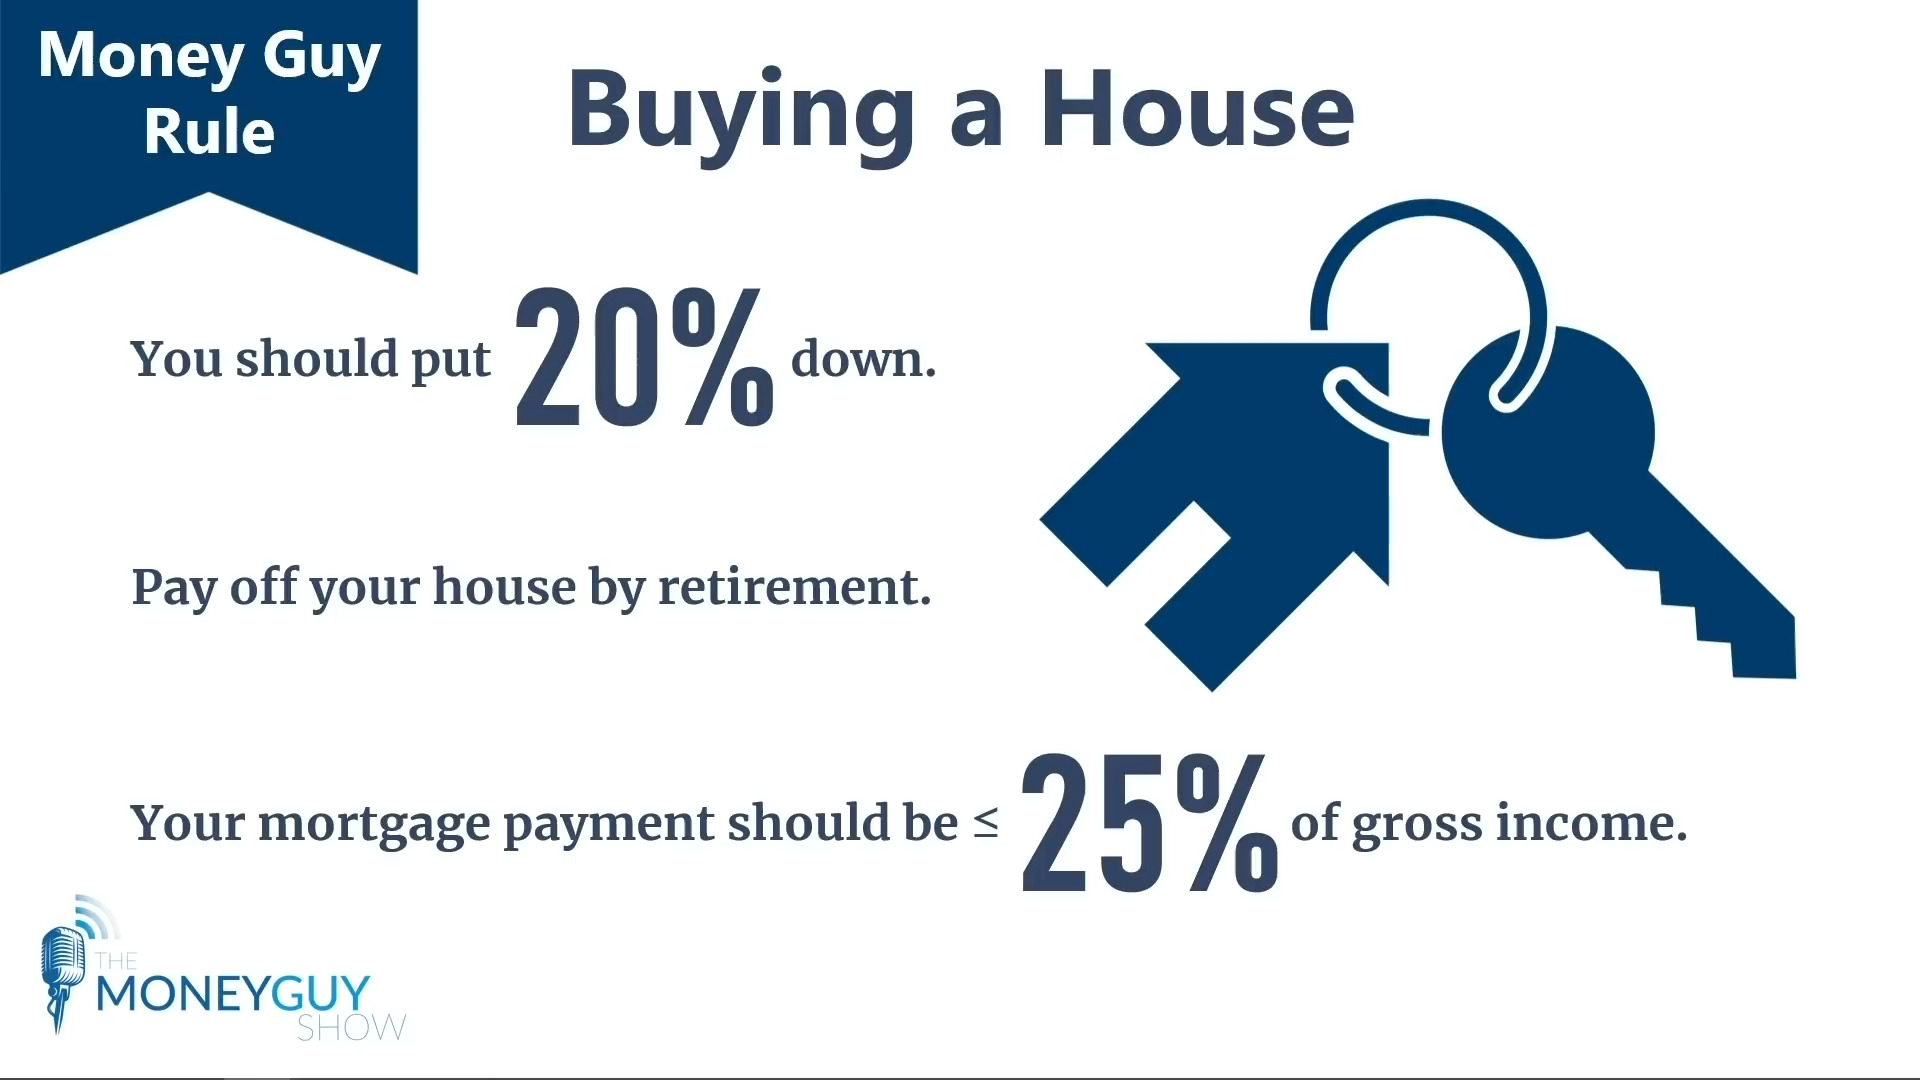 Money Guy
Rule
Buying a House
You should put 20% down.
Pay off your house by retirement.
Your mortgage payment should be ≤ 25% of gross income.
THE
MONEYGUY
SHOW